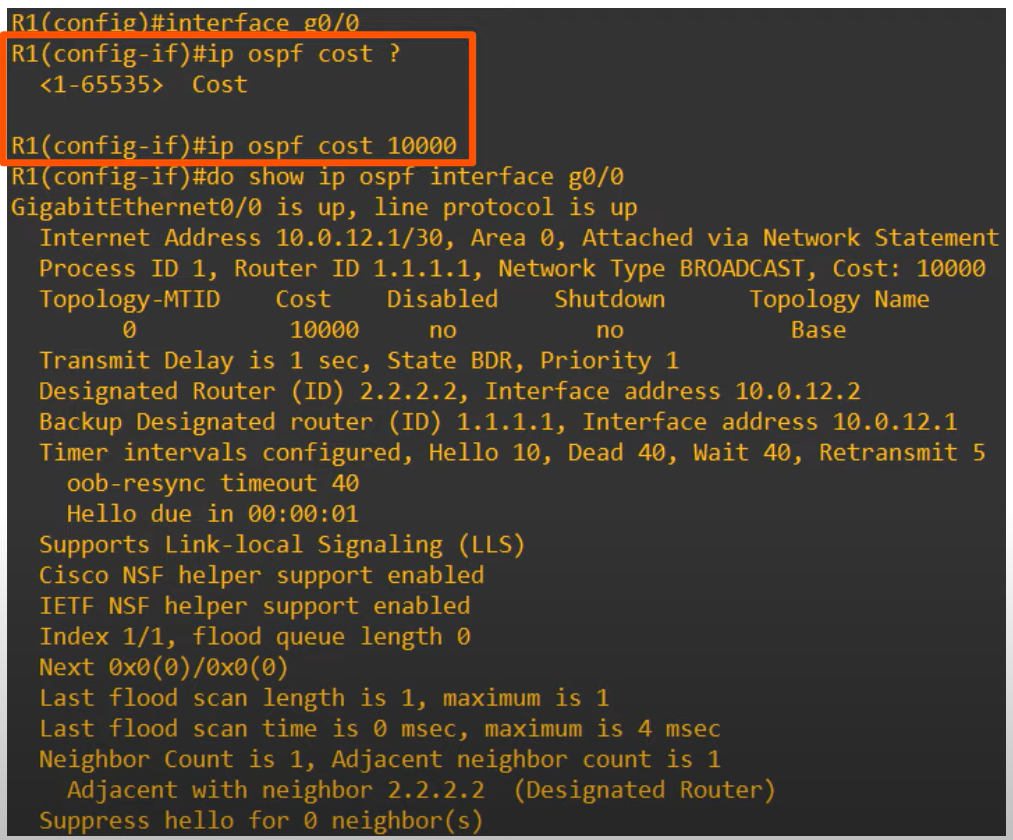 R1(config)#interface g0/0
R1(config-if)#ip ospf cost ?
  <1-65535>  Cost

R1(config-if)#ip ospf cost 10000
R1(config-if)#do show ip ospf interface g0/0
GigabitEthernet0/0 is up, line protocol is up
  Internet Address 10.0.12.1/30, Area 0, Attached via Network Statement
  Process ID 1, Router ID 1.1.1.1, Network Type BROADCAST, Cost: 10000
  Topology-MTID    Cost    Disabled    Shutdown      Topology Name
        0           10000     no          no            Base
  Transmit Delay is 1 sec, State BDR, Priority 1
  Designated Router (ID) 2.2.2.2, Interface address 10.0.12.2
  Backup Designated router (ID) 1.1.1.1, Interface address 10.0.12.1
  Timer intervals configured, Hello 10, Dead 40, Wait 40, Retransmit 5
    oob-resync timeout 40
    Hello due in 00:00:01
  Supports Link-local Signaling (LLS)
  Cisco NSF helper support enabled
  IETF NSF helper support enabled
  Index 1/1, flood queue length 0
  Next 0x0(0)/0x0(0)
  Last flood scan length is 1, maximum is 1
  Last flood scan time is 0 msec, maximum is 4 msec
  Neighbor Count is 1, Adjacent neighbor count is 1
    Adjacent with neighbor 2.2.2.2  (Designated Router)
  Suppress hello for 0 neighbor(s)